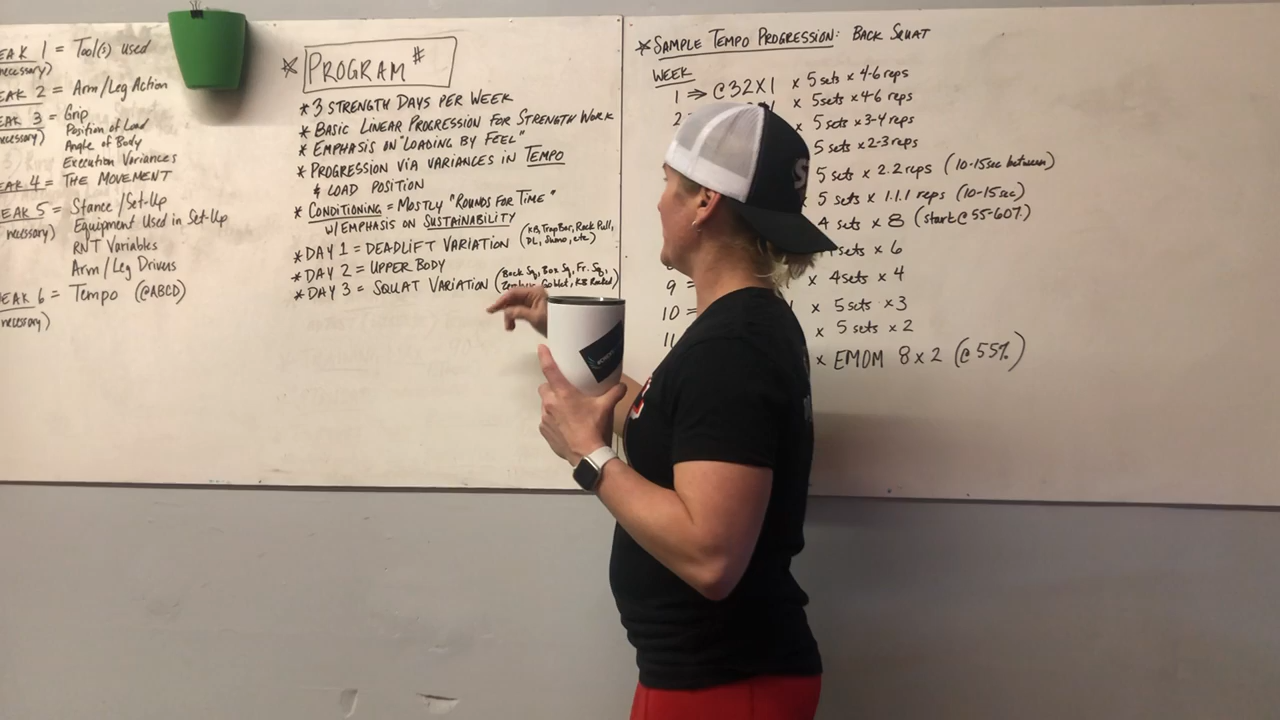 EAK 1 = Tool(s) used
necessary)
EAK 2 = Arm/Leg Action
EAK 3 = Grip
necessary)
Position of Load
Angle of Body
Execution Variances
EAK 4 = THE MOVEMENT
EAK 5 = Stance/Set-Up
necessary)
Equipment Used in Set-Up
RNT Variables
Arm/Leg Drivers
EAK 6 = Tempo (@ABCD)
necessary)
* PROGRAM #
* 3 STRENGTH DAYS PER WEEK
* BASIC LINEAR PROGRESSION FOR STRENGTH WORK
* EMPHASIS ON "LOADING BY FEEL"
* PROGRESSION VIA VARIANCES IN TEMPO
& LOAD POSITION
* CONDITIONING = MOSTLY "ROUNDS FOR TIME"
W/ EMPHASIS ON SUSTAINABILITY
* DAY 1 = DEADLIFT VARIATION (KB, Trap Bar, Rack Pull,
DL, Sumo, etc)
* DAY 2 = UPPER BODY
* DAY 3 = SQUAT VARIATION (Back Sq, Box Sq, Fr. Sq,
Goblet, KB Racked)
* SAMPLE TEMPO PROGRESSION: BACK SQUAT
WEEK
1 ⇒ @32X1 x 5 sets x 4-6 reps
2 x 5 sets x 4-6 reps
5 sets x 3-4 reps
5 sets x 2-3 reps
5 sets x 2.2 reps (10-15 sec between)
x 5 sets x 1.1.1 reps (10-15 sec)
4 sets x 8 (start @ 55-60%)
sets x 6
9 = x 4 sets x 4
10 = x 5 sets x 3
11 x 5 sets x 2
x EMOM 8 x 2 (@ 55%)